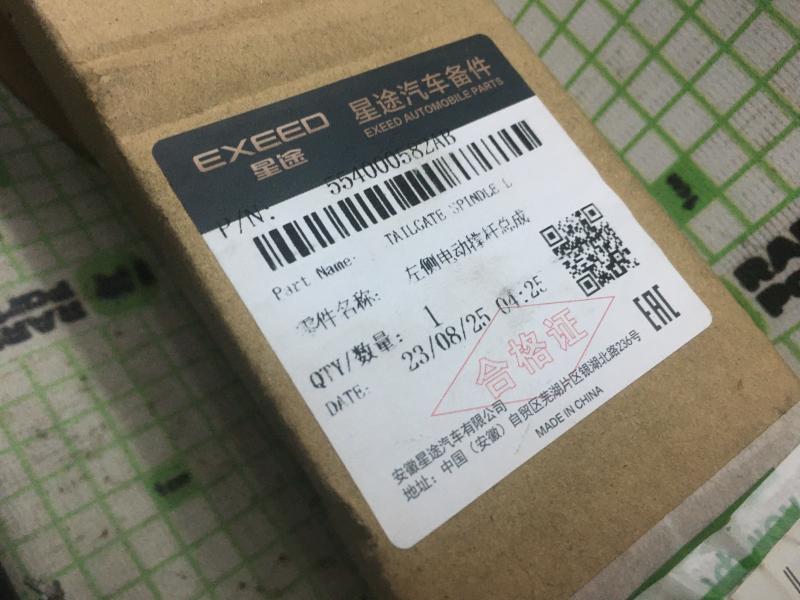 EXEED
星途
星途汽车备件
EXEED AUTOMOBILE PARTS
P/N: 554000582AB
Part Name: TAILGATE SPINDLE L
零件名称: 左侧电动撑杆总成
QTY/数量: 1
DATE: 23/08/25 04:25
合格证
EAC
安徽星途汽车有限公司
地址: 中国（安徽）自贸区芜湖片区银湖北路236号
MADE IN CHINA